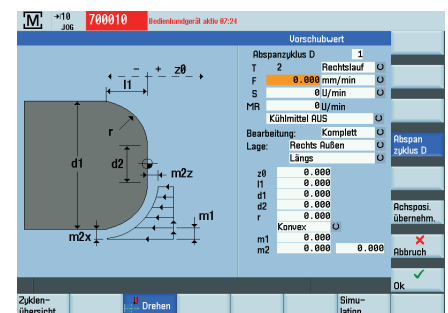 M →10 JOG 700010 Bedienhandgerät aktiv 07:24
Vorschubwert
Abspanzyklus D 1
T 2 Rechtslauf
F 0.000 mm/min
S 0 U/min
MR 0 U/min
Kühlmittel AUS
Bearbeitung: Komplett
Lage: Rechts Außen
Längs
z0 0.000
l1 0.000
d1 0.000
d2 0.000
r 0.000
Konvex
m1 0.000
m2 0.000 0.000
- + z0
l1
r
d1
d2
m2z
m1
m2x
Abspan
zyklus D
Achsposi.
übernehm.
Abbruch
Ok
Zyklen-
übersicht
Drehen
Simu-
lation